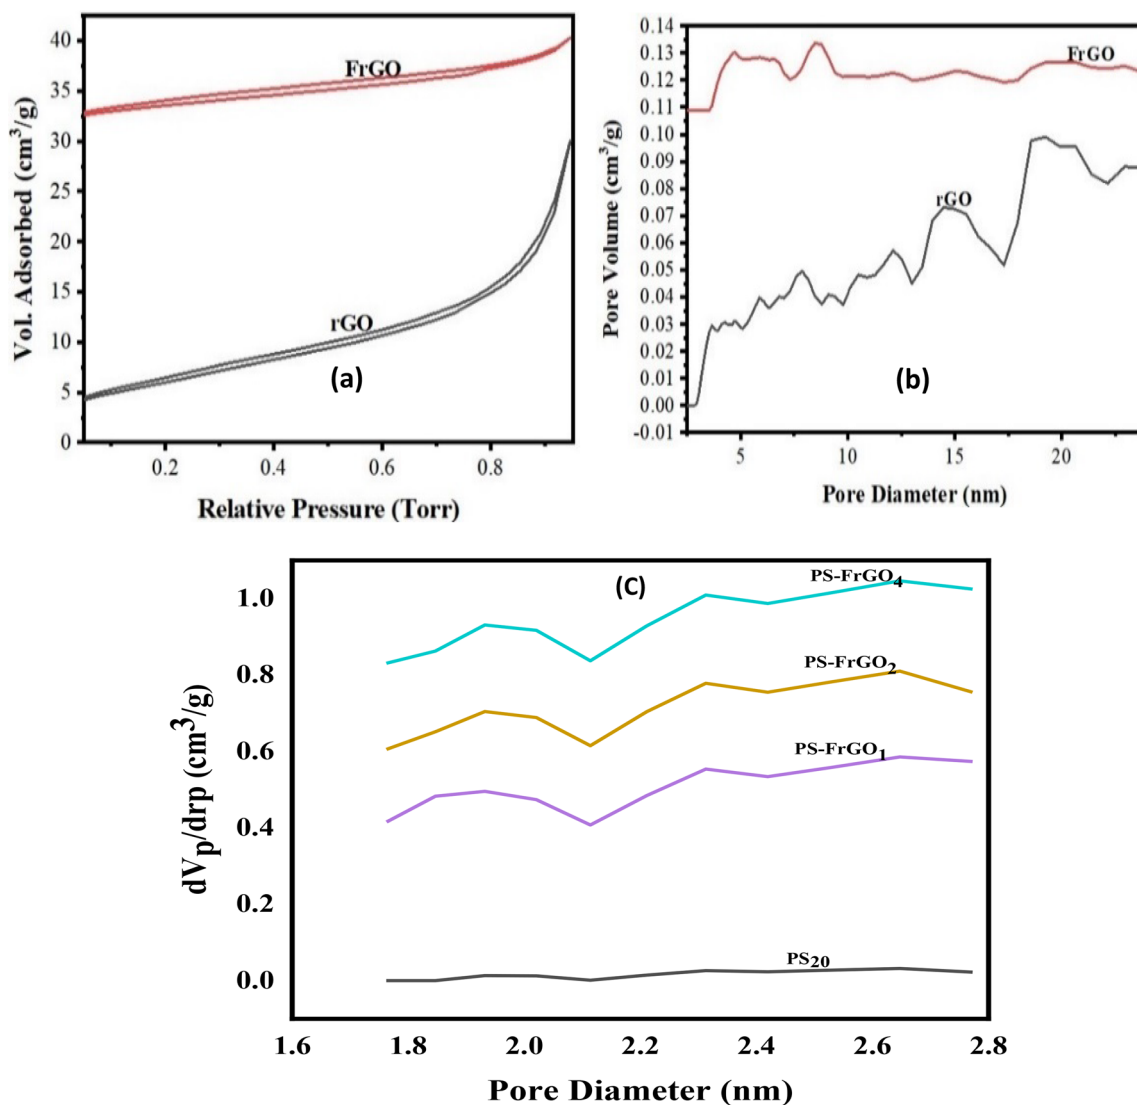 Vol. Adsorbed (cm³/g)
40
35
30
25
20
15
10
5
0
FrGO
rGO
(a)
0.2 0.4 0.6 0.8
Relative Pressure (Torr)
Pore Volume (cm³/g)
0.14
0.13
0.12
0.11
0.10
0.09
0.08
0.07
0.06
0.05
0.04
0.03
0.02
0.01
0.00
-0.01
FrGO
rGO
(b)
5 10 15 20
Pore Diameter (nm)
dVp/drp (cm³/g)
1.0
0.8
0.6
0.4
0.2
0.0
(C)
PS-FrGO₄
PS-FrGO₂
PS-FrGO₁
PS₂₀
1.6 1.8 2.0 2.2 2.4 2.6 2.8
Pore Diameter (nm)